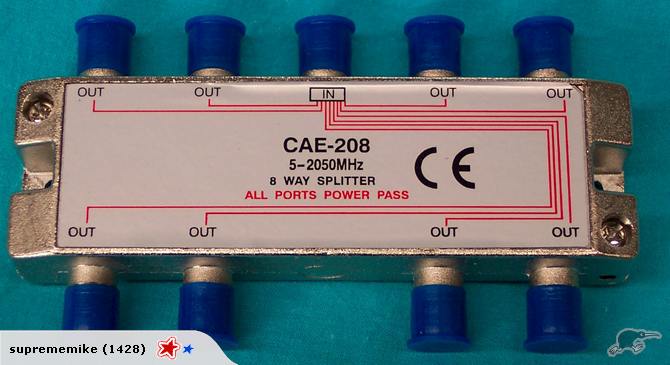 OUT OUT IN OUT OUT
CAE-208
5-2050MHz
8 WAY SPLITTER
ALL PORTS POWER PASS
CE
OUT OUT OUT OUT
suprememike (1428)